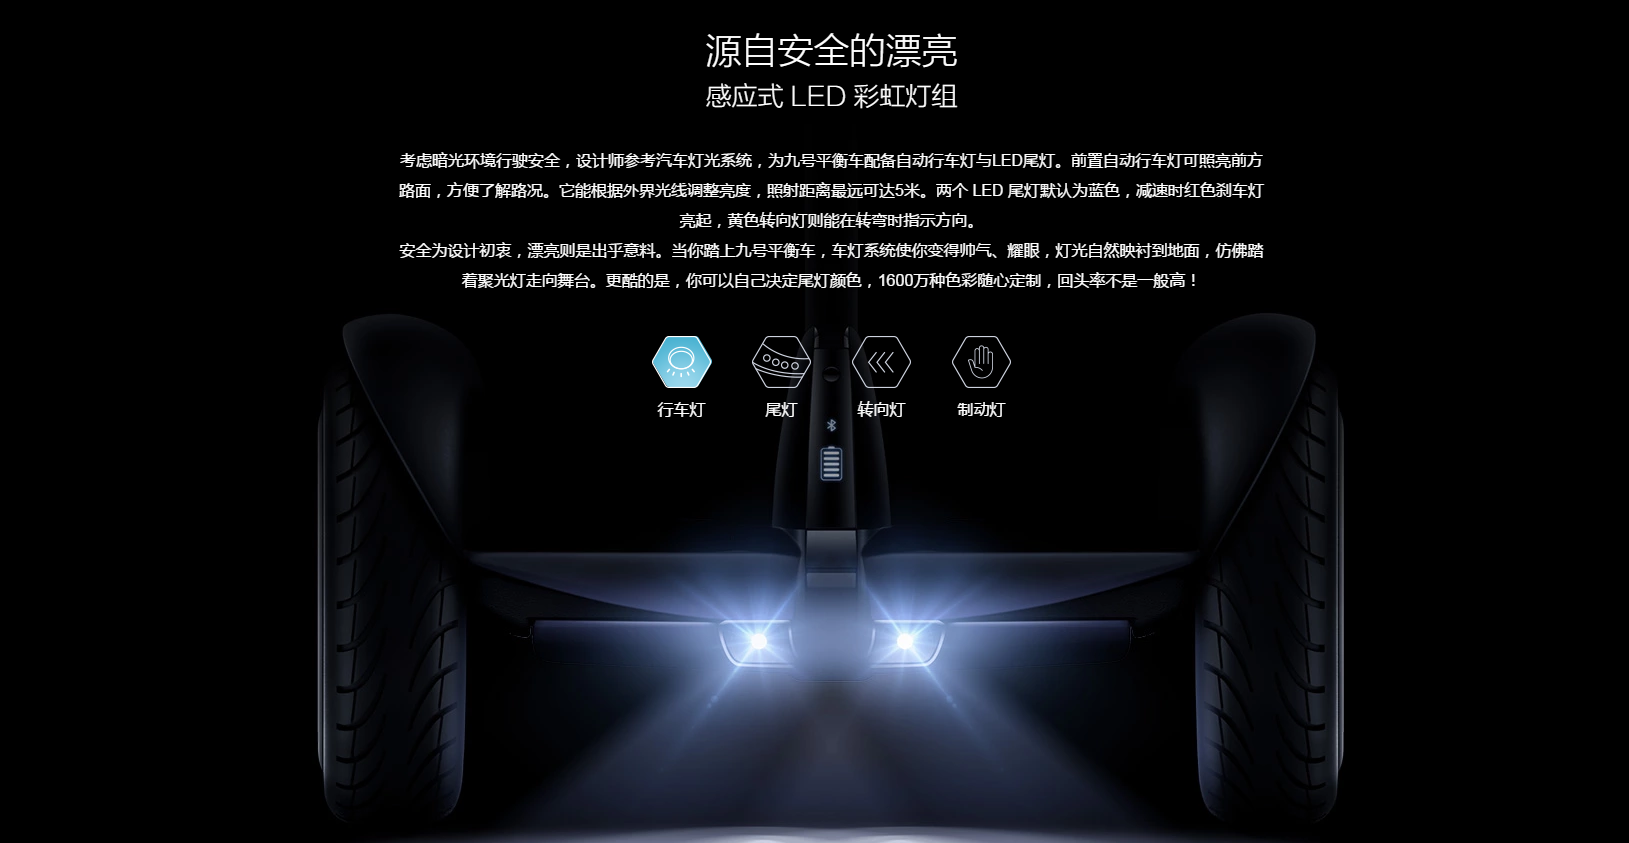 源自安全的漂亮
感应式 LED 彩虹灯组
考虑暗光环境行驶安全，设计师参考汽车灯光系统，为九号平衡车配备自动行车灯与LED尾灯。前置自动行车灯可照亮前方
路面，方便了解路况。它能根据外界光线调整亮度，照射距离最远可达5米。两个 LED 尾灯默认为蓝色，减速时红色刹车灯
亮起，黄色转向灯则能在转弯时指示方向。
安全为设计初衷，漂亮则是出乎意料。当你踏上九号平衡车，车灯系统使你变得帅气、耀眼，灯光自然映衬到地面，仿佛踏
着聚光灯走向舞台。更酷的是，你可以自己决定尾灯颜色，1600万种色彩随心定制，回头率不是一般高！
行车灯
尾灯
转向灯
制动灯